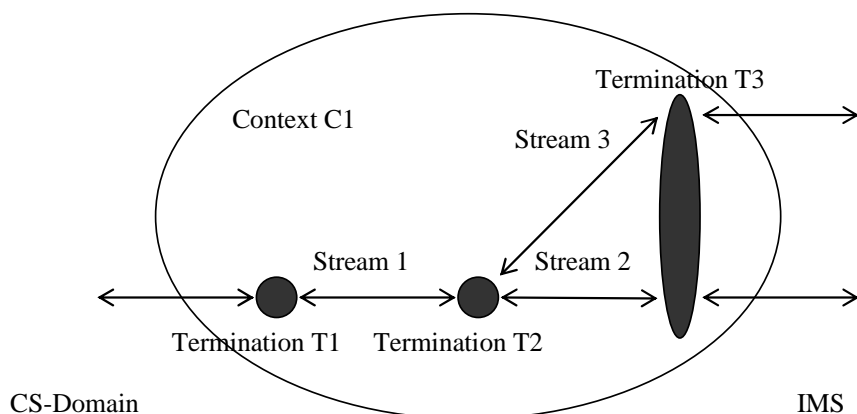 Termination T3
Context C1
Stream 3
Stream 1
Stream 2
Termination T1
Termination T2
CS-Domain
IMS